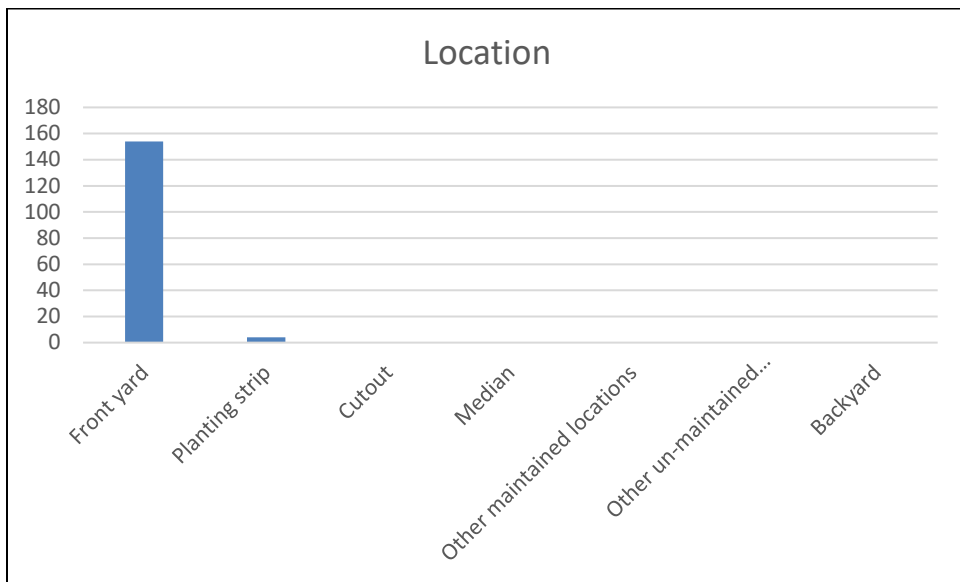 Location
180
160
140
120
100
80
60
40
20
0
Front yard
Planting strip
Cutout
Median
Other maintained locations
Other un-maintained...
Backyard